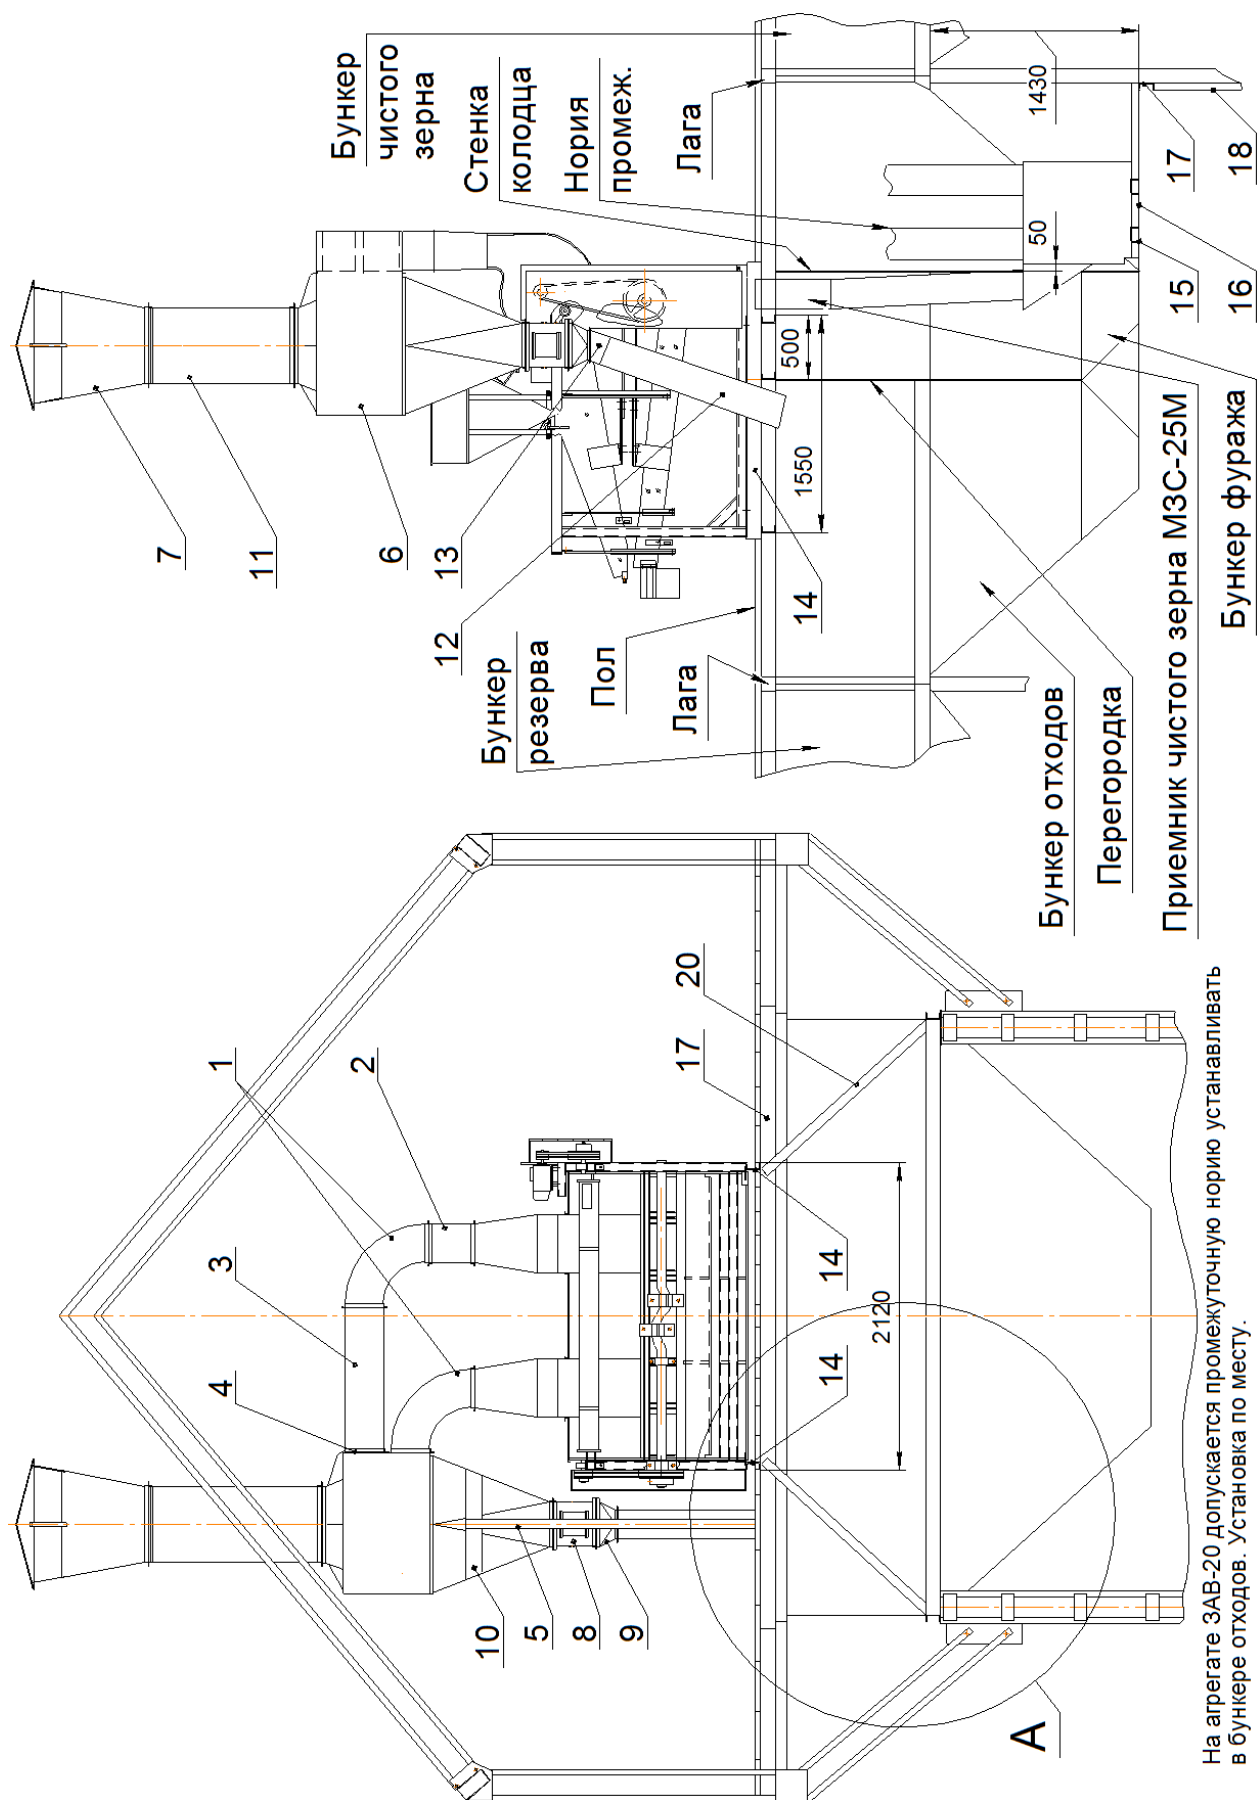 7
11
6
13
12
Бункер
чистого
зерна
Стенка
колодца
Нория
промеж.
Лага
Бункер
резерва
Пол
Лага
14
1550
500
50
1430
17
18
15
16
Бункер отходов
Перегородка
Приемник чистого зерна МЗС-25М
Бункер фуража
1
2
3
4
10
5
8
9
17
20
14
14
2120
А
На агрегате ЗАВ-20 допускается промежуточную норию устанавливать
в бункере отходов. Установка по месту.